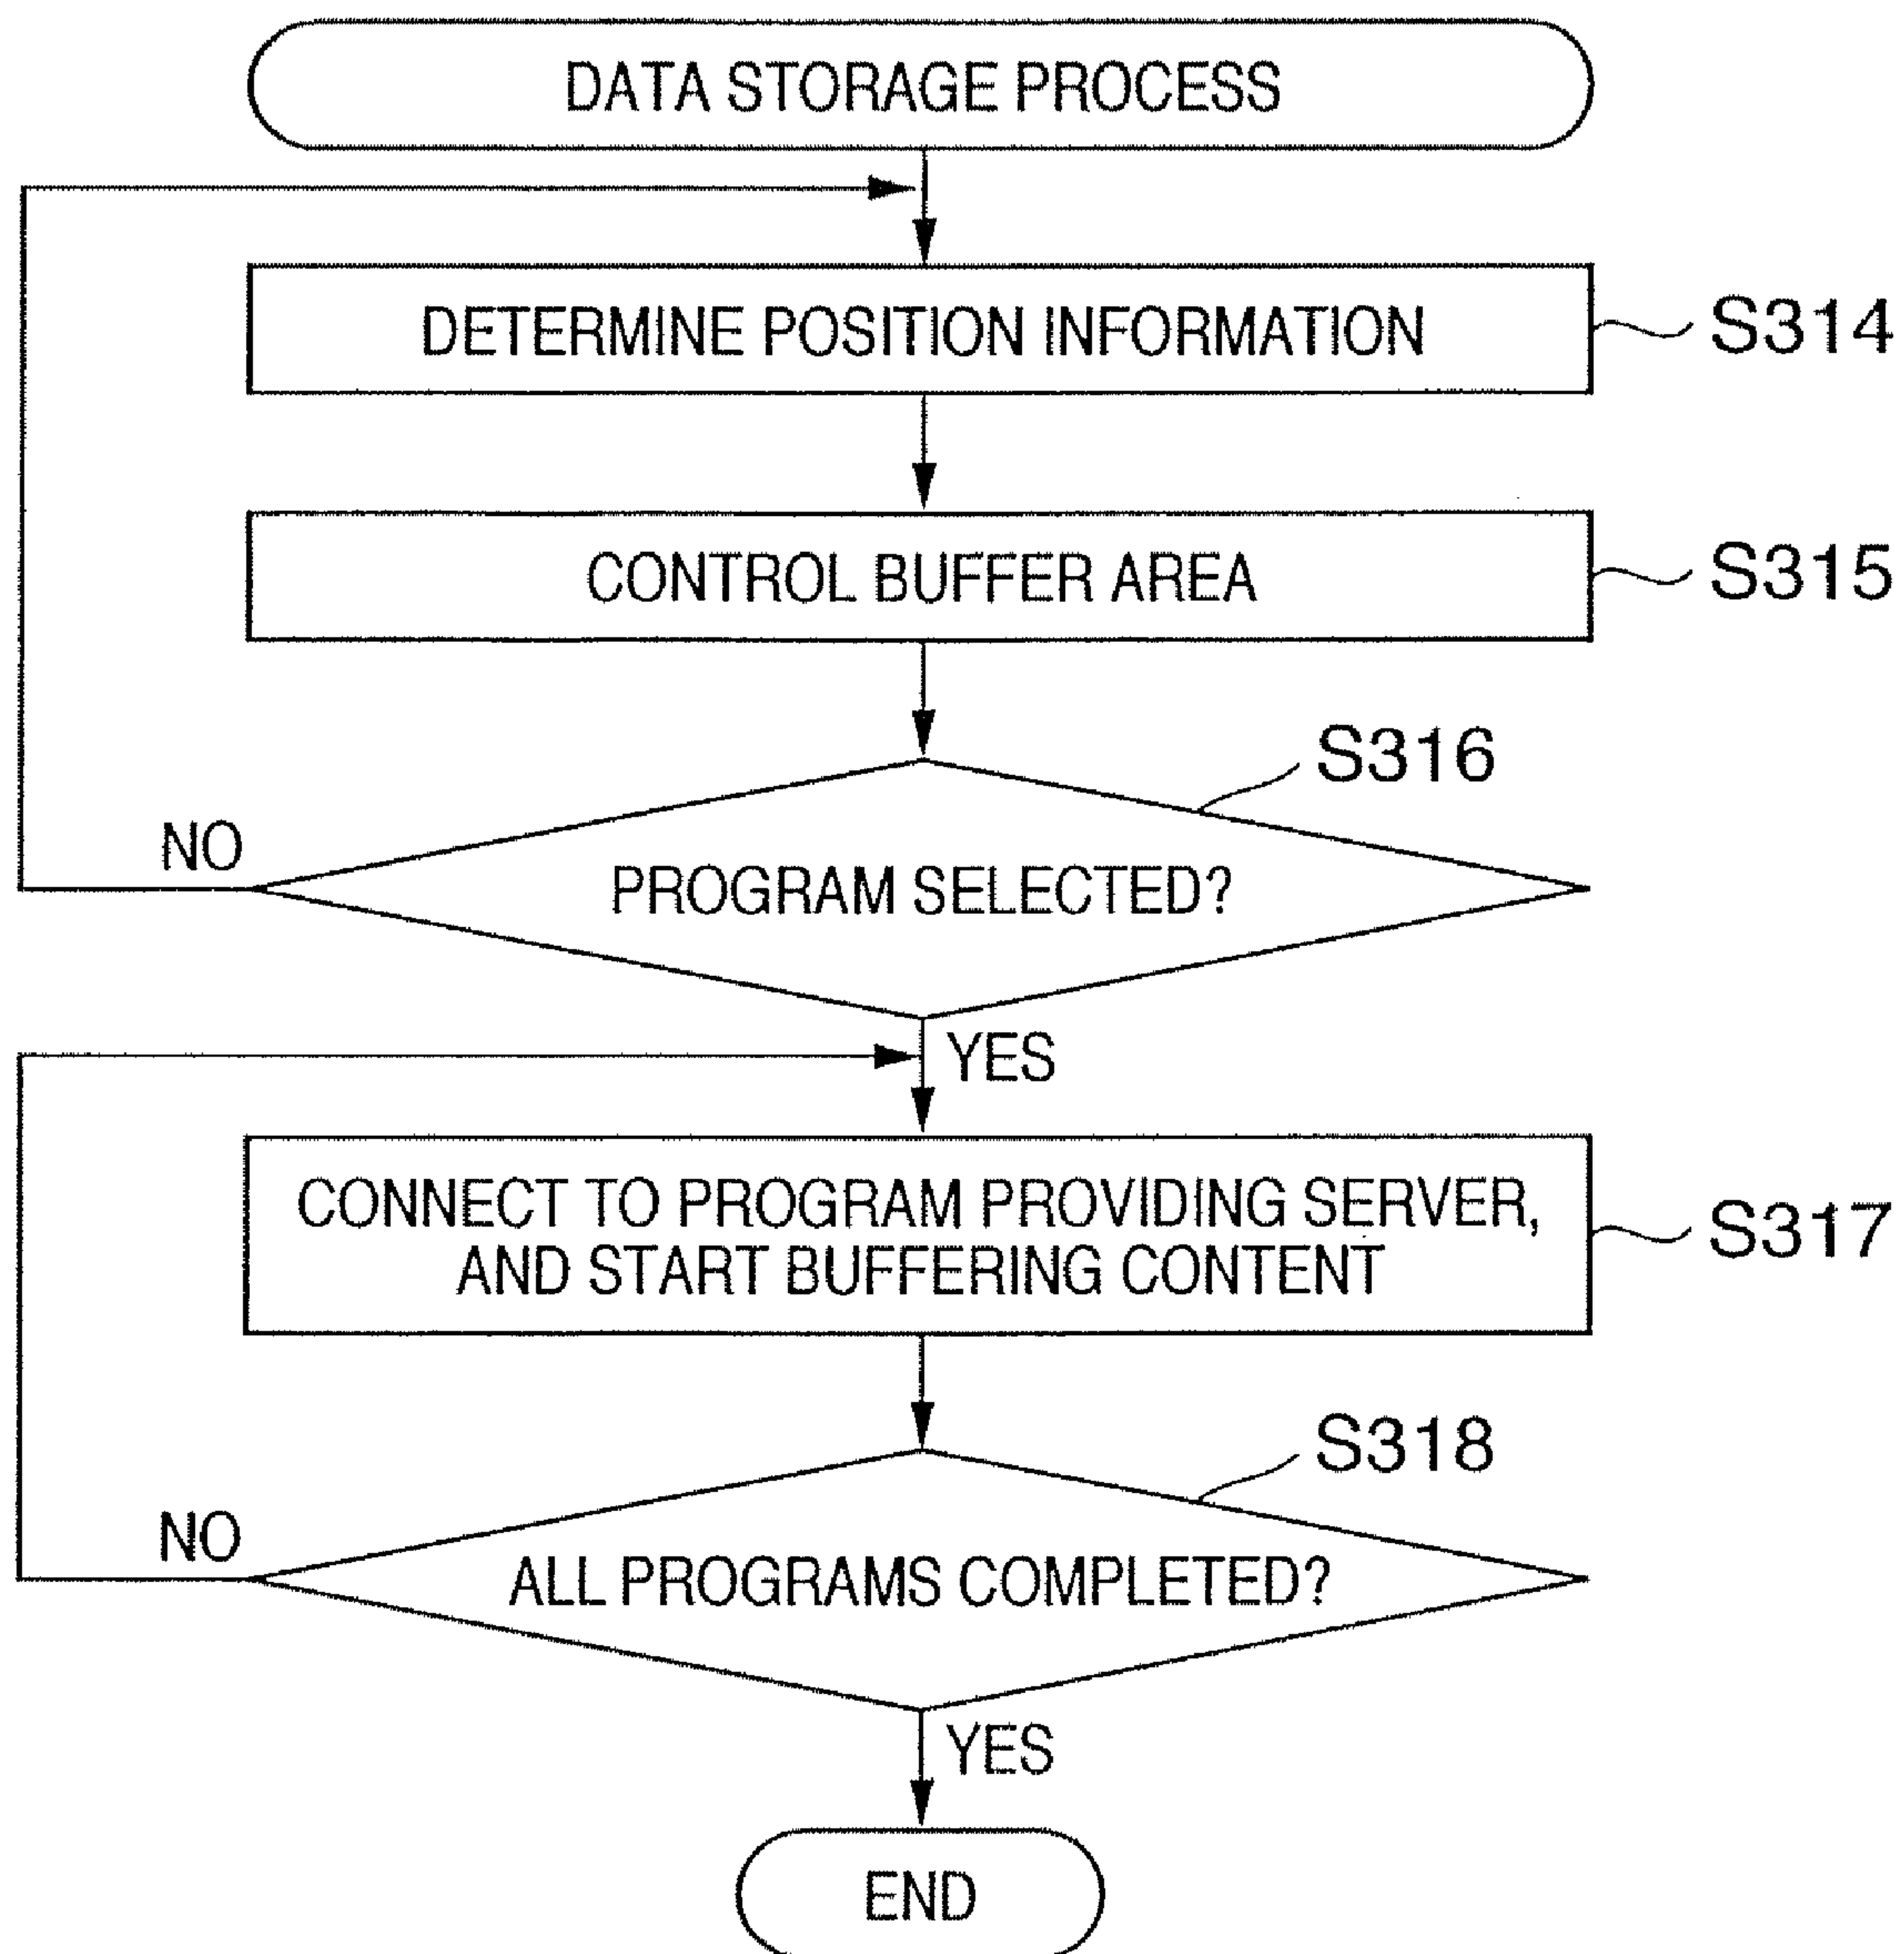 DATA STORAGE PROCESS
DETERMINE POSITION INFORMATION
S314
CONTROL BUFFER AREA
S315
S316
NO
PROGRAM SELECTED?
YES
CONNECT TO PROGRAM PROVIDING SERVER,
AND START BUFFERING CONTENT
S317
S318
NO
ALL PROGRAMS COMPLETED?
YES
END